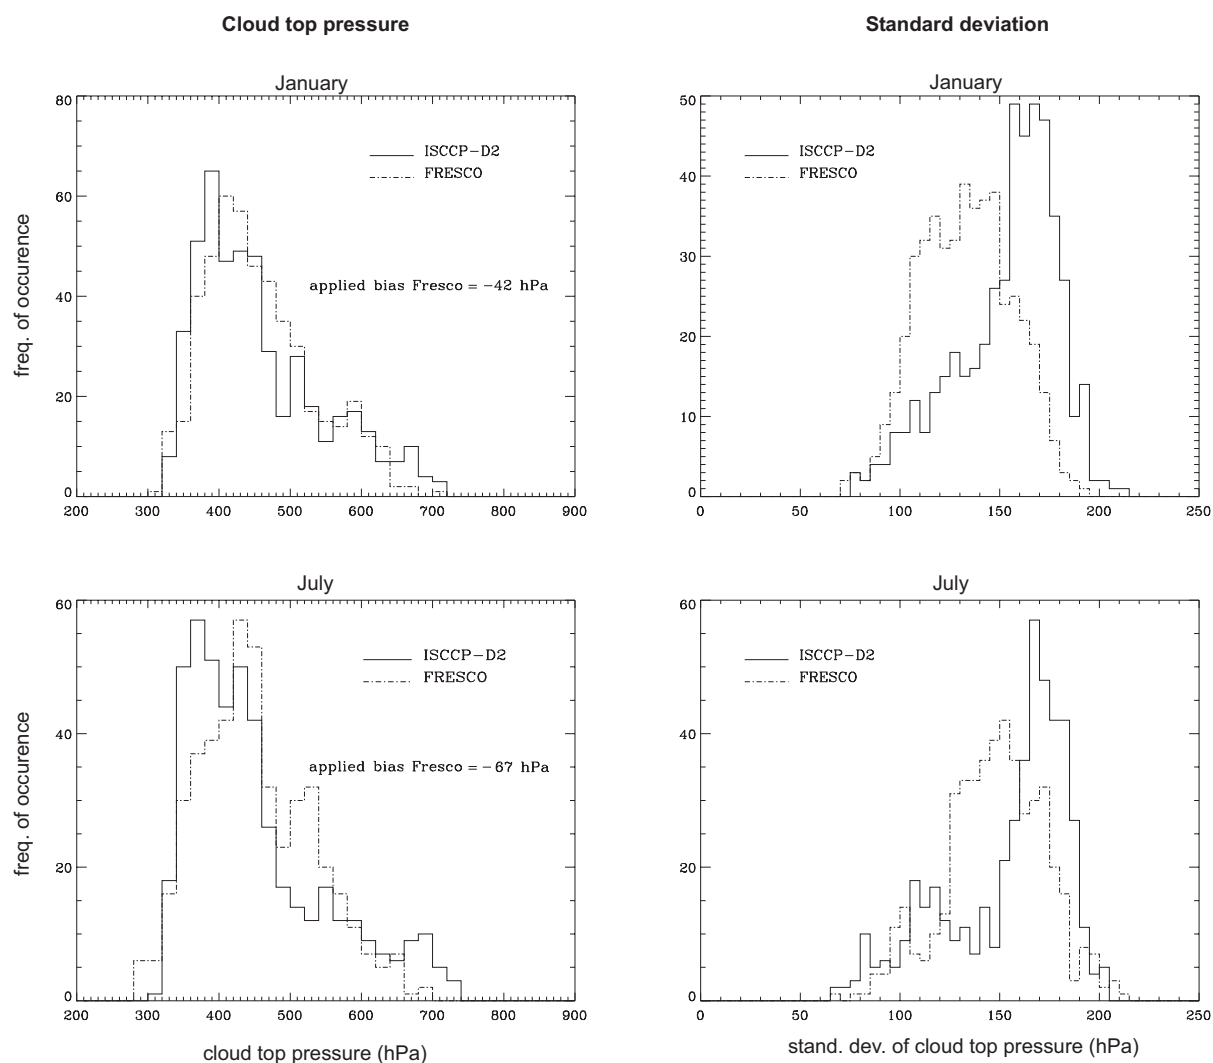 Cloud top pressure
Standard deviation
January
80
60
40
20
0
200 300 400 500 600 700 800 900
ISCCP-D2
FRESCO
applied bias Fresco = -42 hPa
freq. of occurence
January
50
40
30
20
10
0
0 50 100 150 200 250
ISCCP-D2
FRESCO
July
60
40
20
0
200 300 400 500 600 700 800 900
ISCCP-D2
FRESCO
applied bias Fresco = -67 hPa
freq. of occurence
cloud top pressure (hPa)
July
60
40
20
0
0 50 100 150 200 250
ISCCP-D2
FRESCO
stand. dev. of cloud top pressure (hPa)